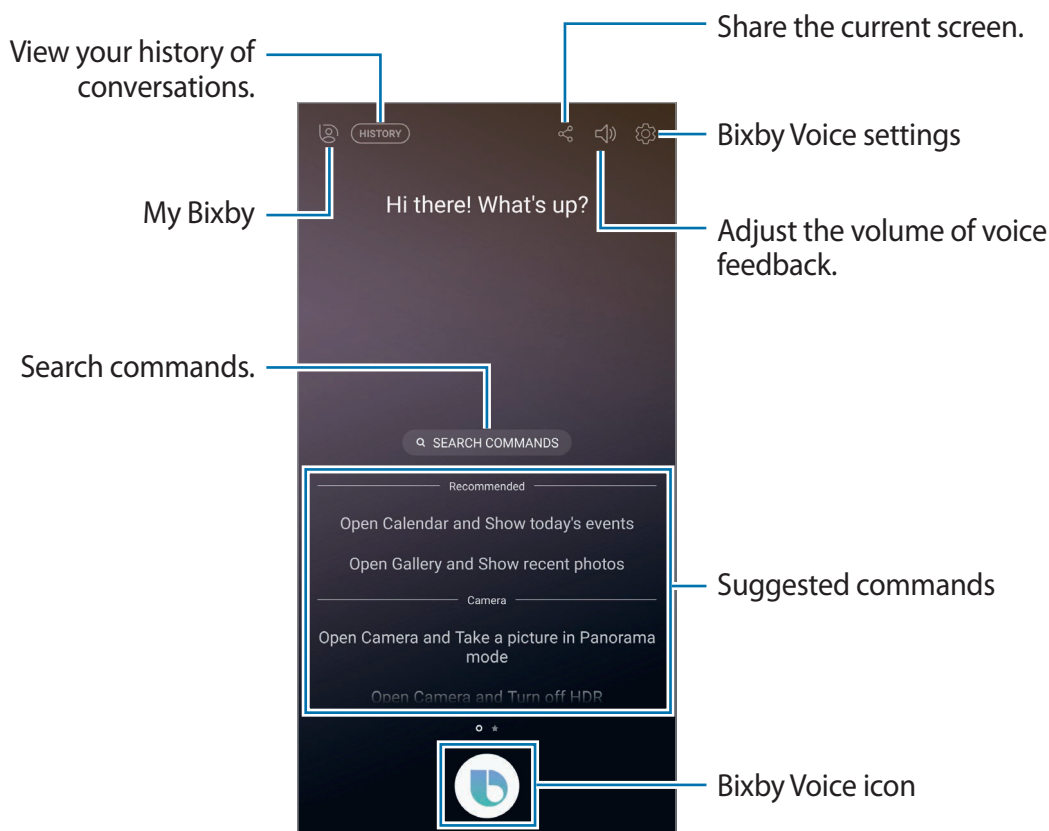 Share the current screen.
View your history of
conversations.
HISTORY
Bixby Voice settings
My Bixby
Hi there! What's up?
Adjust the volume of voice
feedback.
Search commands.
SEARCH COMMANDS
Recommended
Open Calendar and Show today's events
Open Gallery and Show recent photos
Suggested commands
Camera
Open Camera and Take a picture in Panorama
mode
Open Camera and Turn off HDR
Bixby Voice icon